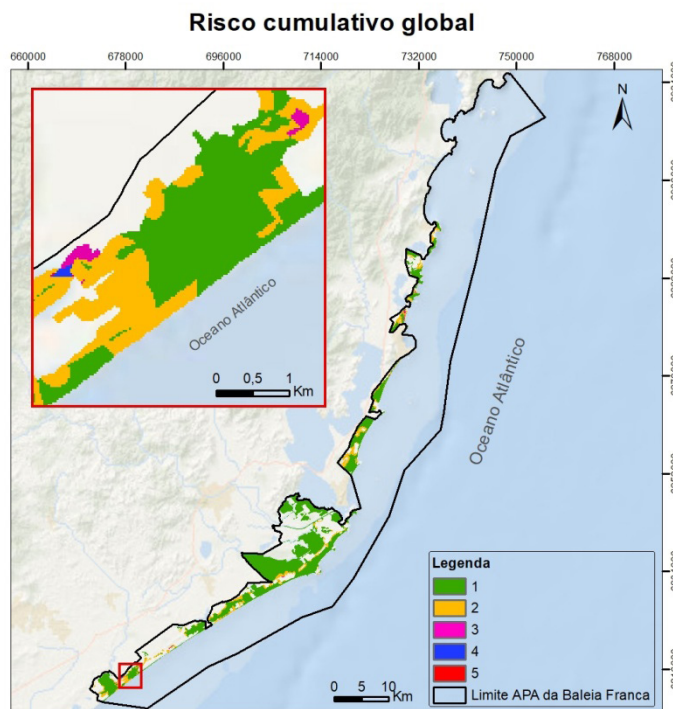 Risco cumulativo global
660000 678000 696000 714000 732000 750000 768000
N
Oceano Atlântico
0 0,5 1
Km
Oceano Atlântico
Legenda
1
2
3
4
5
Limite APA da Baleia Franca
0 5 10
Km